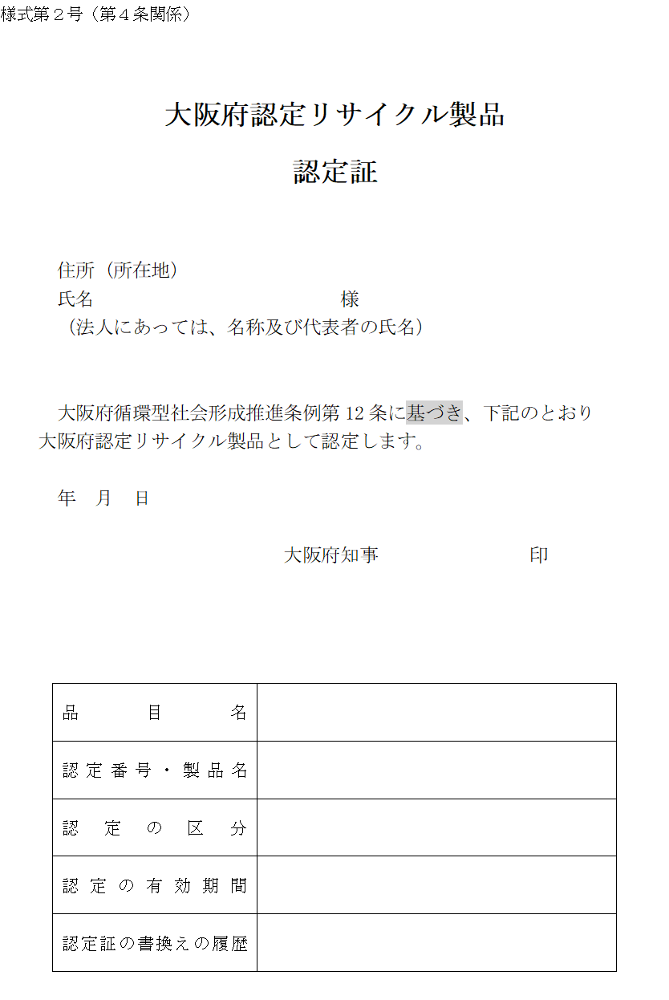 様式第２号（第４条関係）
大阪府認定リサイクル製品
認定証
住所（所在地）
氏名　　　　　　　　　　　　　様
（法人にあっては、名称及び代表者の氏名）
大阪府循環型社会形成推進条例第 12 条に基づき、下記のとおり
大阪府認定リサイクル製品として認定します。
年　月　日
大阪府知事　　　　　　　　印
品目名
認定番号・製品名
認定の区分
認定の有効期間
認定証の書換えの履歴